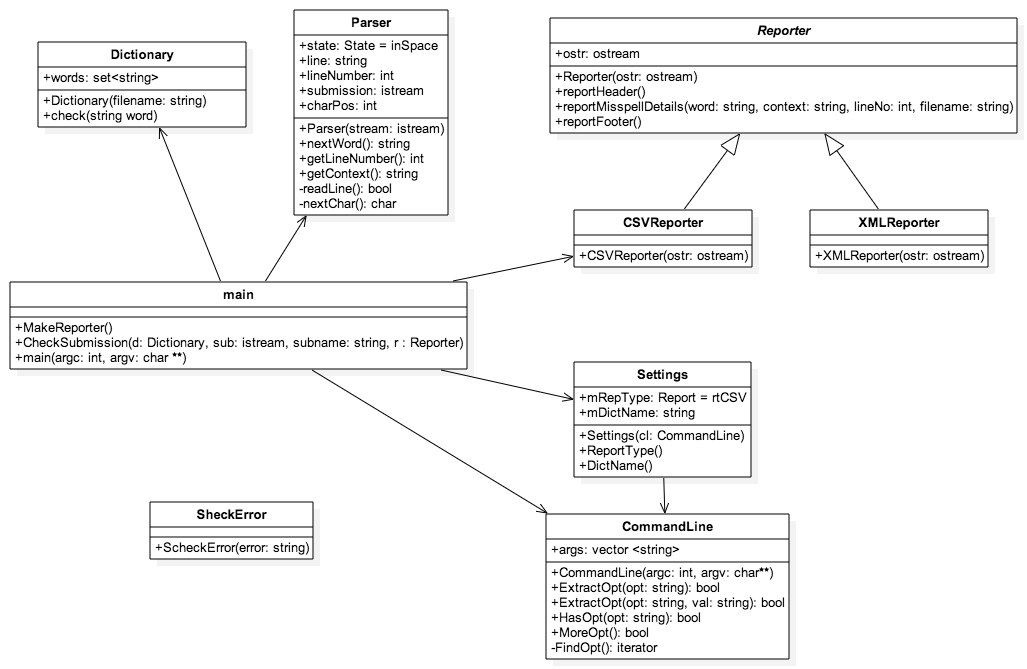 Dictionary
+words: set<string>
+Dictionary(filename: string)
+check(string word)
Parser
+state: State = inSpace
+line: string
+lineNumber: int
+submission: istream
+charPos: int
+Parser(stream: istream)
+nextWord(): string
+getLineNumber(): int
+getContext(): string
-readLine(): bool
-nextChar(): char
Reporter
+ostr: ostream
+Reporter(ostr: ostream)
+reportHeader()
+reportMisspellDetails(word: string, context: string, lineNo: int, filename: string)
+reportFooter()
CSVReporter
+CSVReporter(ostr: ostream)
XMLReporter
+XMLReporter(ostr: ostream)
main
+MakeReporter()
+CheckSubmission(d: Dictionary, sub: istream, subname: string, r : Reporter)
+main(argc: int, argv: char **)
Settings
+mRepType: Report = rtCSV
+mDictName: string
+Settings(cl: CommandLine)
+ReportType()
+DictName()
SheckError
+ScheckError(error: string)
CommandLine
+args: vector <string>
+CommandLine(argc: int, argv: char**)
+ExtractOpt(opt: string): bool
+ExtractOpt(opt: string, val: string): bool
+HasOpt(opt: string): bool
+MoreOpt(): bool
-FindOpt(): iterator